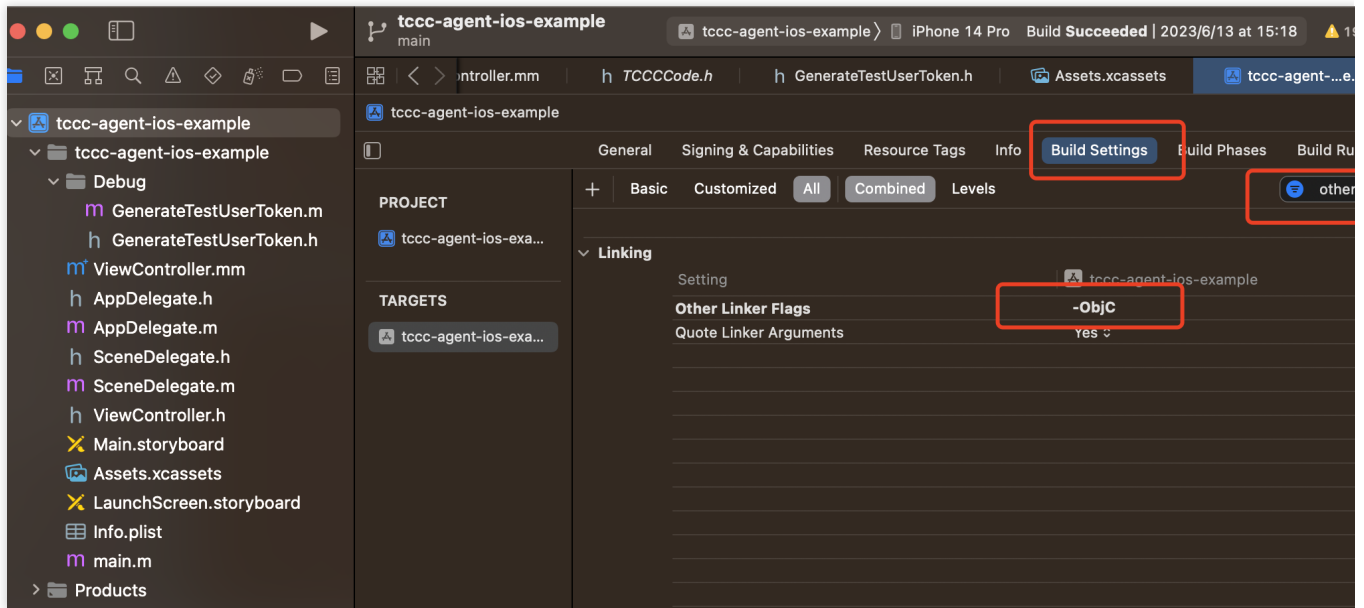 tccc-agent-ios-example
main
tccc-agent-ios-example 〉 iPhone 14 Pro Build Succeeded | 2023/6/13 at 15:18
ontroller.mm h TCCCCode.h h GenerateTestUserToken.h Assets.xcassets tccc-agent-...e.
tccc-agent-ios-example
General Signing & Capabilities Resource Tags Info Build Settings Build Phases Build Ru
+ Basic Customized All Combined Levels other
PROJECT
tccc-agent-ios-exa...
TARGETS
tccc-agent-ios-exa...
Linking
Setting tccc-agent-ios-example
Other Linker Flags -ObjC
Quote Linker Arguments Yes
tccc-agent-ios-example
tccc-agent-ios-example
Debug
m GenerateTestUserToken.m
h GenerateTestUserToken.h
m+ ViewController.mm
h AppDelegate.h
m AppDelegate.m
h SceneDelegate.h
m SceneDelegate.m
h ViewController.h
Main.storyboard
Assets.xcassets
LaunchScreen.storyboard
Info.plist
m main.m
Products